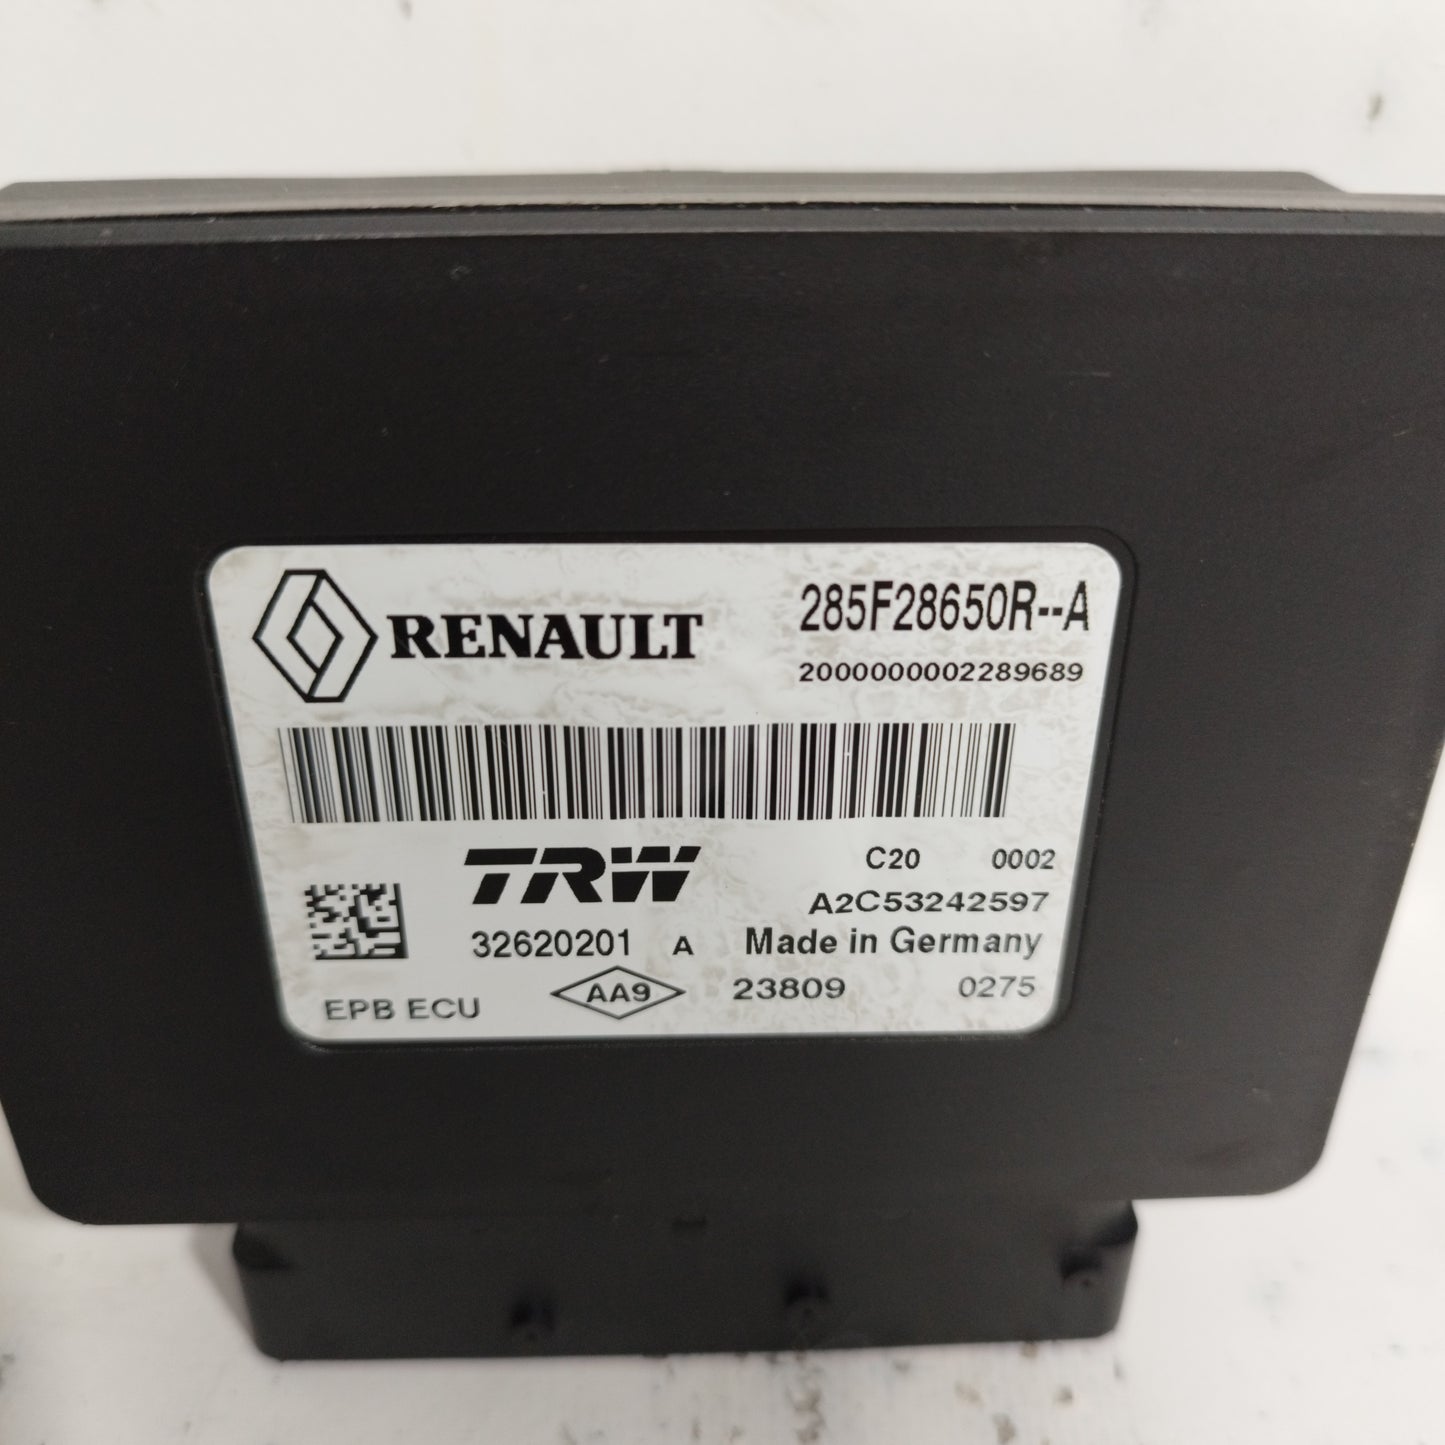 RENAULT
285F28650R--A
2000000002289689
TRW
C20 0002
A2C53242597
32620201 A Made in Germany
EPB ECU AA9 23809 0275